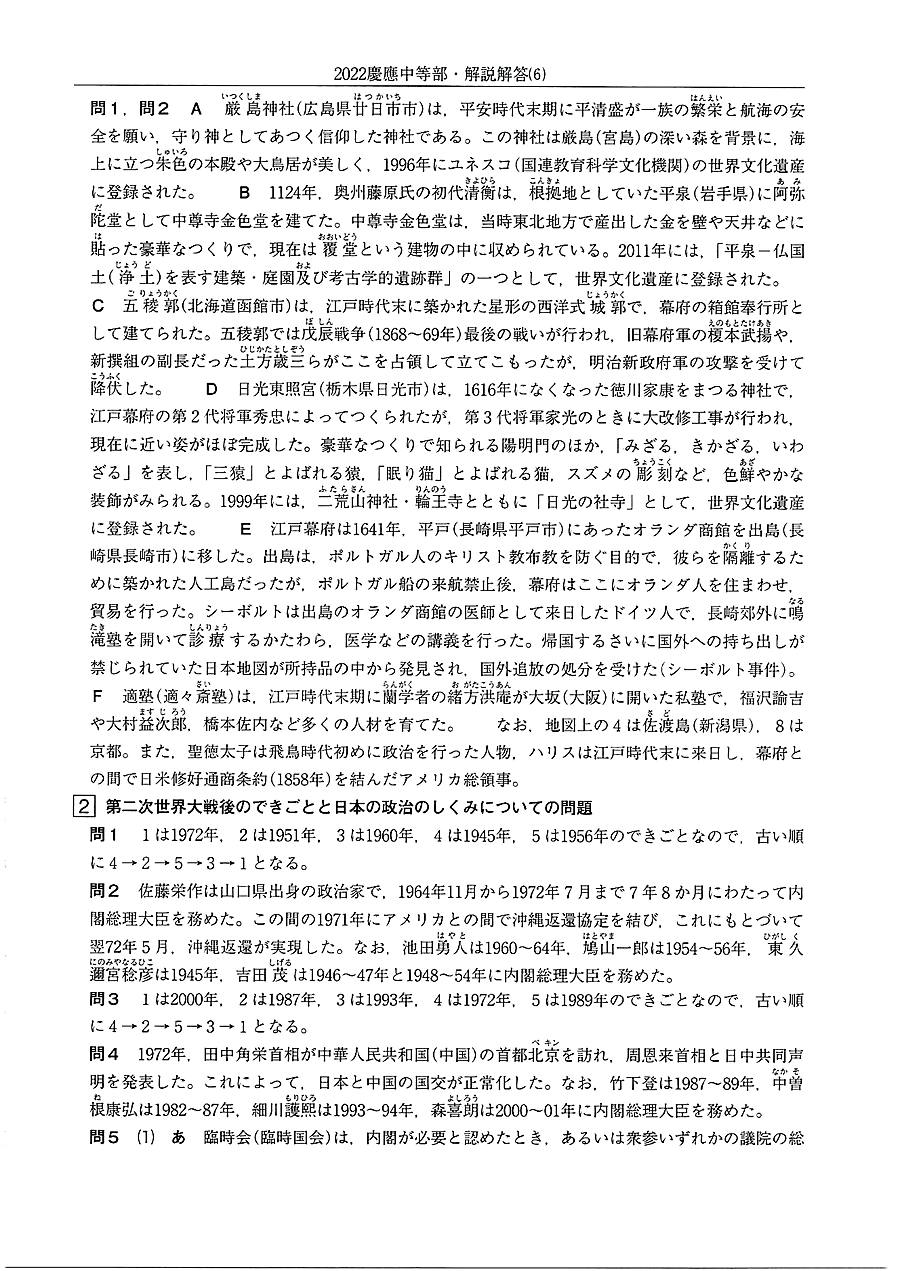 2022慶應中等部・解説解答(6)
問1，問2　A　厳島神社(広島県廿日市市)は，平安時代末期に平清盛が一族の繁栄と航海の安
全を願い，守り神としてあつく信仰した神社である。この神社は厳島(宮島)の深い森を背景に，海
上に立つ朱色の本殿や大鳥居が美しく，1996年にユネスコ(国連教育科学文化機関)の世界文化遺産
に登録された。　　B　1124年，奥州藤原氏の初代清衡は，根拠地としていた平泉(岩手県)に阿弥
陀堂として中尊寺金色堂を建てた。中尊寺金色堂は，当時東北地方で産出した金を壁や天井などに
貼った豪華なつくりで，現在は覆堂という建物の中に収められている。2011年には，「平泉－仏国
土(浄土)を表す建築・庭園及び考古学的遺跡群」の一つとして，世界文化遺産に登録された。
C　五稜郭(北海道函館市)は，江戸時代末に築かれた星形の西洋式城郭で，幕府の箱館奉行所と
して建てられた。五稜郭では戊辰戦争(1868〜69年)最後の戦いが行われ，旧幕府軍の榎本武揚や，
新撰組の副長だった土方歳三らがここを占領して立てこもったが，明治新政府軍の攻撃を受けて
降伏した。　　D　日光東照宮(栃木県日光市)は，1616年になくなった徳川家康をまつる神社で，
江戸幕府の第2代将軍秀忠によってつくられたが，第3代将軍家光のときに大改修工事が行われ，
現在に近い姿がほぼ完成した。豪華なつくりで知られる陽明門のほか，「みざる，きかざる，いわ
ざる」を表し，「三猿」とよばれる猿，「眠り猫」とよばれる猫，スズメの彫刻など，色鮮やかな
装飾がみられる。1999年には，二荒山神社・輪王寺とともに「日光の社寺」として，世界文化遺産
に登録された。　　E　江戸幕府は1641年，平戸(長崎県平戸市)にあったオランダ商館を出島(長
崎県長崎市)に移した。出島は，ポルトガル人のキリスト教布教を防ぐ目的で，彼らを隔離するた
めに築かれた人工島だったが，ポルトガル船の来航禁止後，幕府はここにオランダ人を住まわせ，
貿易を行った。シーボルトは出島のオランダ商館の医師として来日したドイツ人で，長崎郊外に鳴
滝塾を開いて診療するかたわら，医学などの講義を行った。帰国するさいに国外への持ち出しが
禁じられていた日本地図が所持品の中から発見され，国外追放の処分を受けた(シーボルト事件)。
F　適塾(適々斎塾)は，江戸時代末期に蘭学者の緒方洪庵が大坂(大阪)に開いた私塾で，福沢諭吉
や大村益次郎，橋本佐内など多くの人材を育てた。　　なお，地図上の4は佐渡島(新潟県)，8は
京都。また，聖徳太子は飛鳥時代初めに政治を行った人物，ハリスは江戸時代末に来日し，幕府と
の間で日米修好通商条約(1858年)を結んだアメリカ総領事。
2　第二次世界大戦後のできごとと日本の政治のしくみについての問題
問1　1は1972年，2は1951年，3は1960年，4は1945年，5は1956年のできごとなので，古い順
に4→2→5→3→1となる。
問2　佐藤栄作は山口県出身の政治家で，1964年11月から1972年7月まで7年8か月にわたって内
閣総理大臣を務めた。この間の1971年にアメリカとの間で沖縄返還協定を結び，これにもとづいて
翌72年5月，沖縄返還が実現した。なお，池田勇人は1960〜64年，鳩山一郎は1954〜56年，東久
邇宮稔彦は1945年，吉田茂は1946〜47年と1948〜54年に内閣総理大臣を務めた。
問3　1は2000年，2は1987年，3は1993年，4は1972年，5は1989年のできごとなので，古い順
に4→2→5→3→1となる。
問4　1972年，田中角栄首相が中華人民共和国(中国)の首都北京を訪れ，周恩来首相と日中共同声
明を発表した。これによって，日本と中国の国交が正常化した。なお，竹下登は1987〜89年，中曽
根康弘は1982〜87年，細川護熙は1993〜94年，森喜朗は2000〜01年に内閣総理大臣を務めた。
問5　(1)　あ　臨時会(臨時国会)は，内閣が必要と認めたとき，あるいは衆参いずれかの議院の総